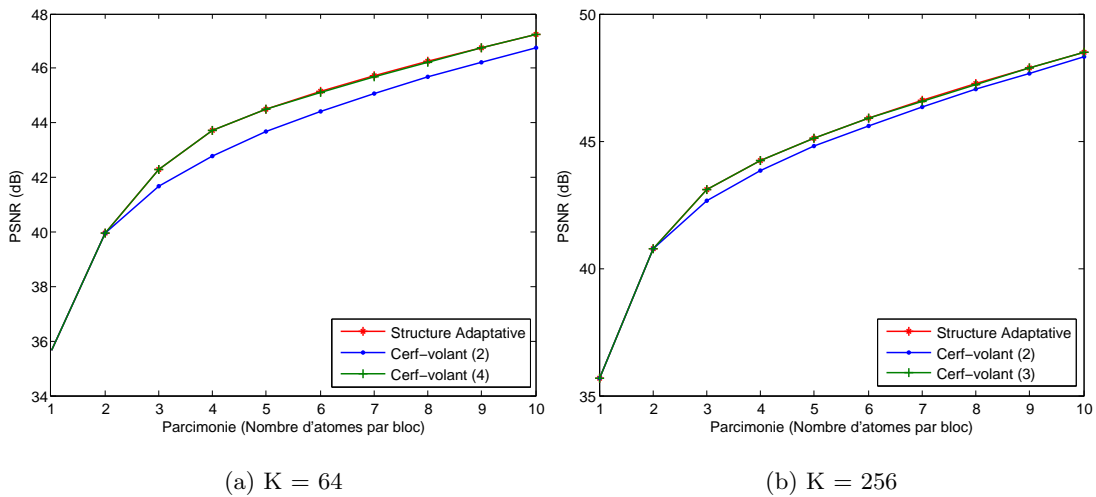 48
46
44
42
40
38
36
34
PSNR (dB)
1 2 3 4 5 6 7 8 9 10
Parcimonie (Nombre d'atomes par bloc)
Structure Adaptative
Cerf−volant (2)
Cerf−volant (4)
(a) K = 64
50
45
40
35
PSNR (dB)
1 2 3 4 5 6 7 8 9 10
Parcimonie (Nombre d'atomes par bloc)
Structure Adaptative
Cerf−volant (2)
Cerf−volant (3)
(b) K = 256